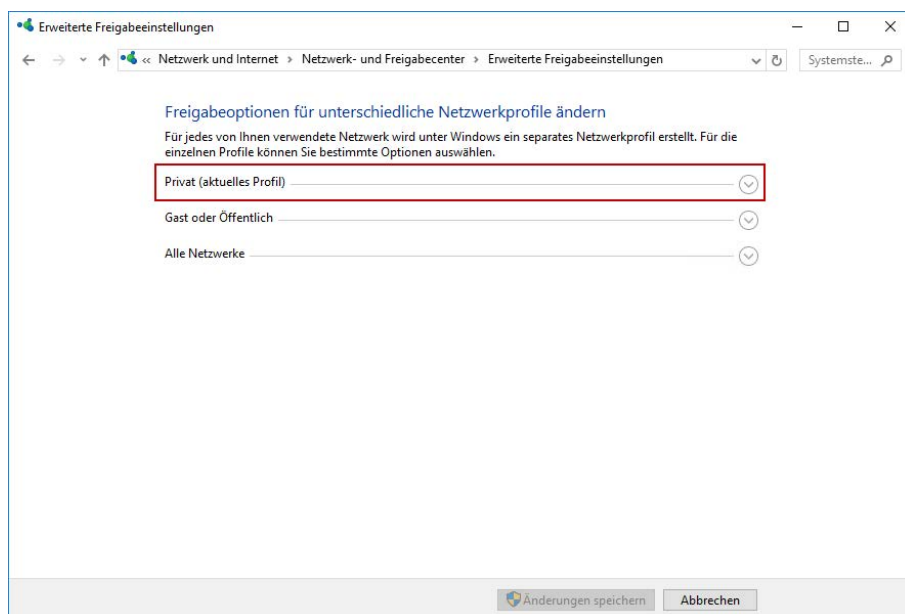 Erweiterte Freigabeeinstellungen
« Netzwerk und Internet > Netzwerk- und Freigabecenter > Erweiterte Freigabeeinstellungen
Systemste...
Freigabeoptionen für unterschiedliche Netzwerkprofile ändern
Für jedes von Ihnen verwendete Netzwerk wird unter Windows ein separates Netzwerkprofil erstellt. Für die
einzelnen Profile können Sie bestimmte Optionen auswählen.
Privat (aktuelles Profil)
Gast oder Öffentlich
Alle Netzwerke
Änderungen speichern
Abbrechen